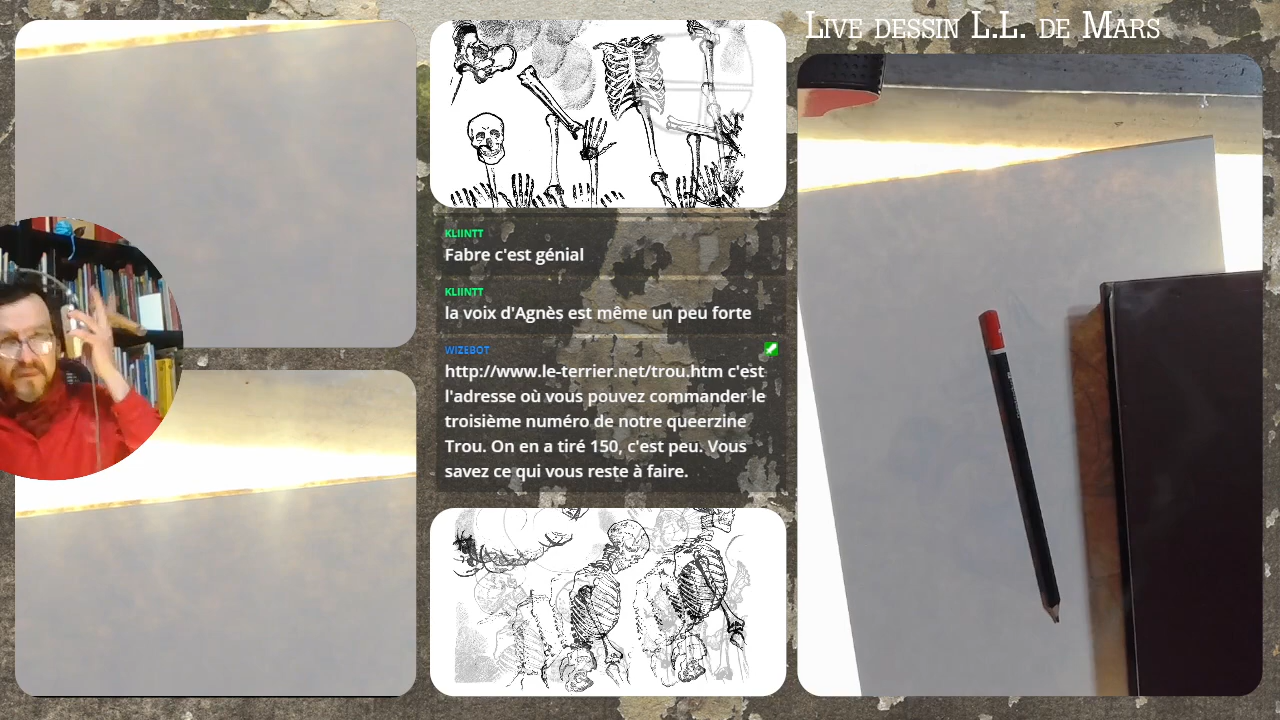 Live dessin L.L. de Mars
KLIINTT
Fabre c'est génial
KLIINTT
la voix d'Agnès est même un peu forte
WIZEBOT
http://www.le-terrier.net/trou.htm c'est
l'adresse où vous pouvez commander le
troisième numéro de notre queerzine
Trou. On en a tiré 150, c'est peu. Vous
savez ce qui vous reste à faire.